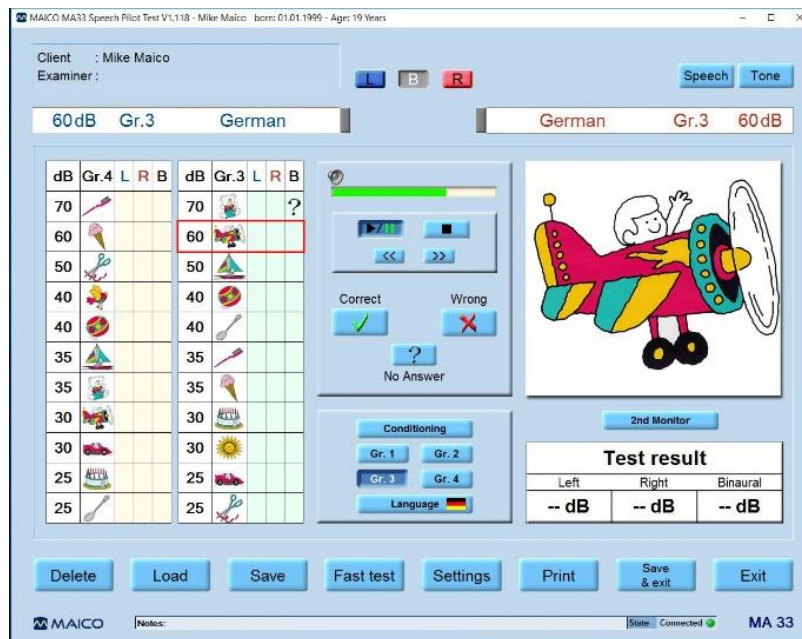 MAICO MA33 Speech Pilot Test V1.118 - Mike Maico born: 01.01.1999 - Age: 19 Years
Client : Mike Maico
Examiner :
L B R
Speech Tone
60dB Gr.3 German
German Gr.3 60dB
dB Gr.4 L R B dB Gr.3 L R B
70 70 ?
60 60
50 50
40 40
40 40
35 35
35 35
30 30
30 30
25 25
25 25
<< >>
Correct Wrong
?
No Answer
Conditioning
Gr. 1 Gr. 2
Gr. 3 Gr. 4
Language
2nd Monitor
Test result
Left Right Binaural
-- dB -- dB -- dB
Delete Load Save Fast test Settings Print Save & exit Exit
MAICO Notes: State Connected MA 33